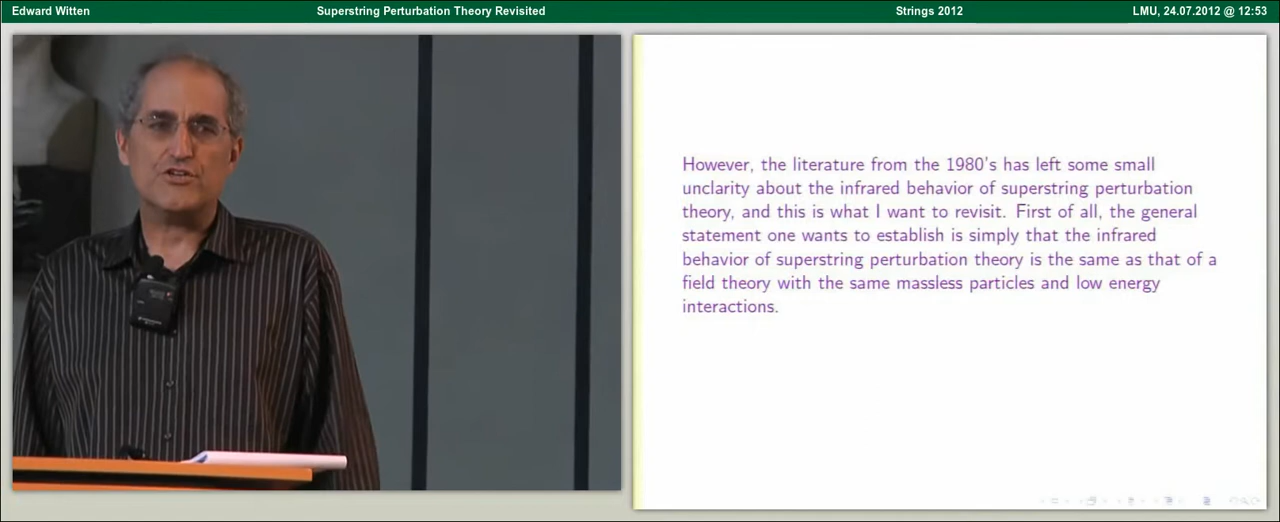 Edward Witten
Superstring Perturbation Theory Revisited
Strings 2012
LMU, 24.07.2012 @ 12:53
However, the literature from the 1980's has left some small
unclarity about the infrared behavior of superstring perturbation
theory, and this is what I want to revisit. First of all, the general
statement one wants to establish is simply that the infrared
behavior of superstring perturbation theory is the same as that of a
field theory with the same massless particles and low energy
interactions.